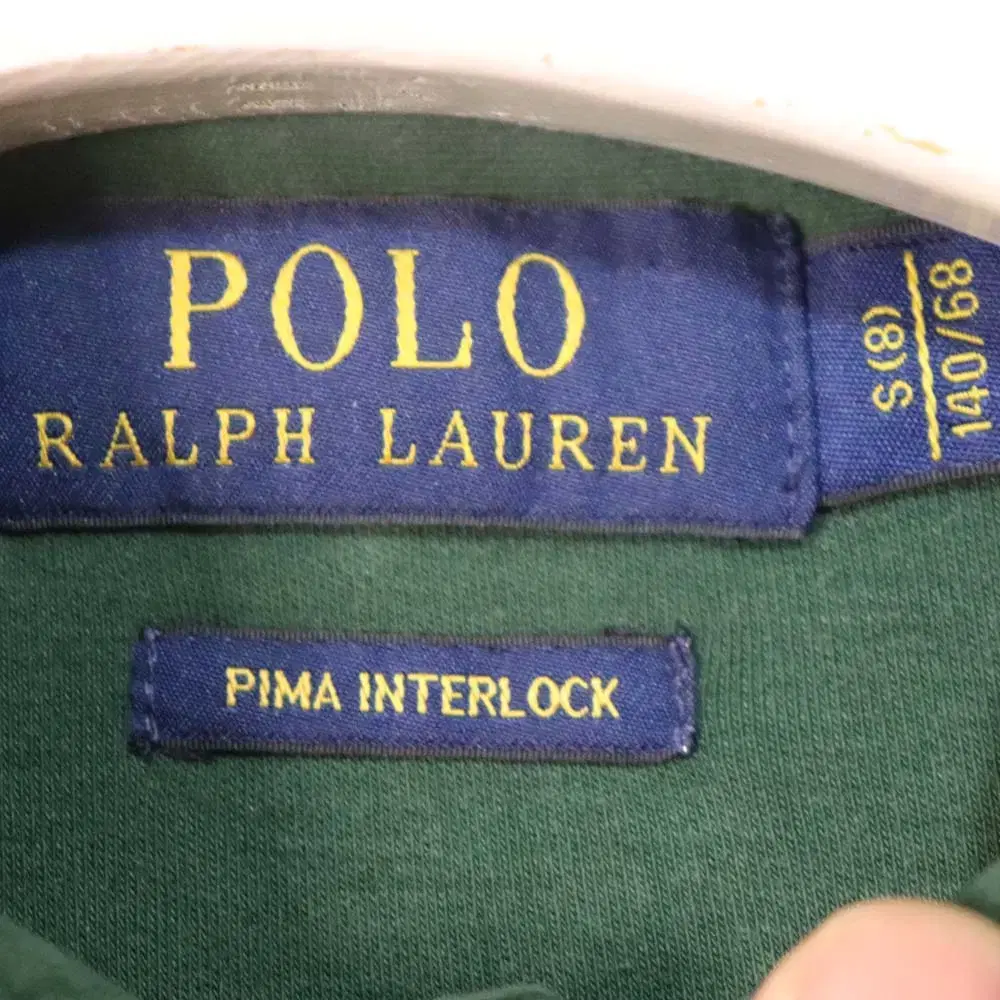 POLO
RALPH LAUREN
S(8)
140/68
PIMA INTERLOCK